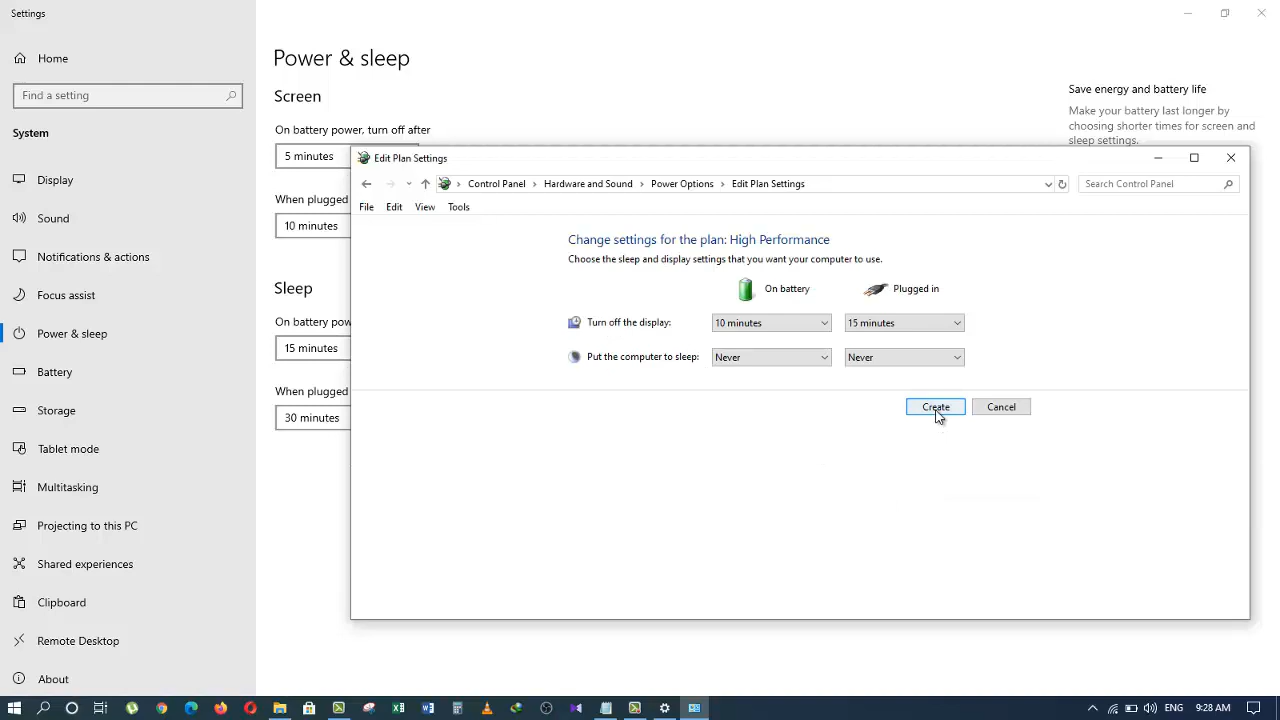 Settings
Home
Find a setting
System
Display
Sound
Notifications & actions
Focus assist
Power & sleep
Battery
Storage
Tablet mode
Multitasking
Projecting to this PC
Shared experiences
Clipboard
Remote Desktop
About
Power & sleep
Screen
On battery power, turn off after
5 minutes
When plugged
10 minutes
Sleep
On battery pow
15 minutes
When plugged
30 minutes
Save energy and battery life
Make your battery last longer by
choosing shorter times for screen and
sleep settings.
Edit Plan Settings
Control Panel > Hardware and Sound > Power Options > Edit Plan Settings
Search Control Panel
File Edit View Tools
Change settings for the plan: High Performance
Choose the sleep and display settings that you want your computer to use.
On battery Plugged in
Turn off the display: 10 minutes 15 minutes
Put the computer to sleep: Never Never
Create Cancel
ENG 9:28 AM